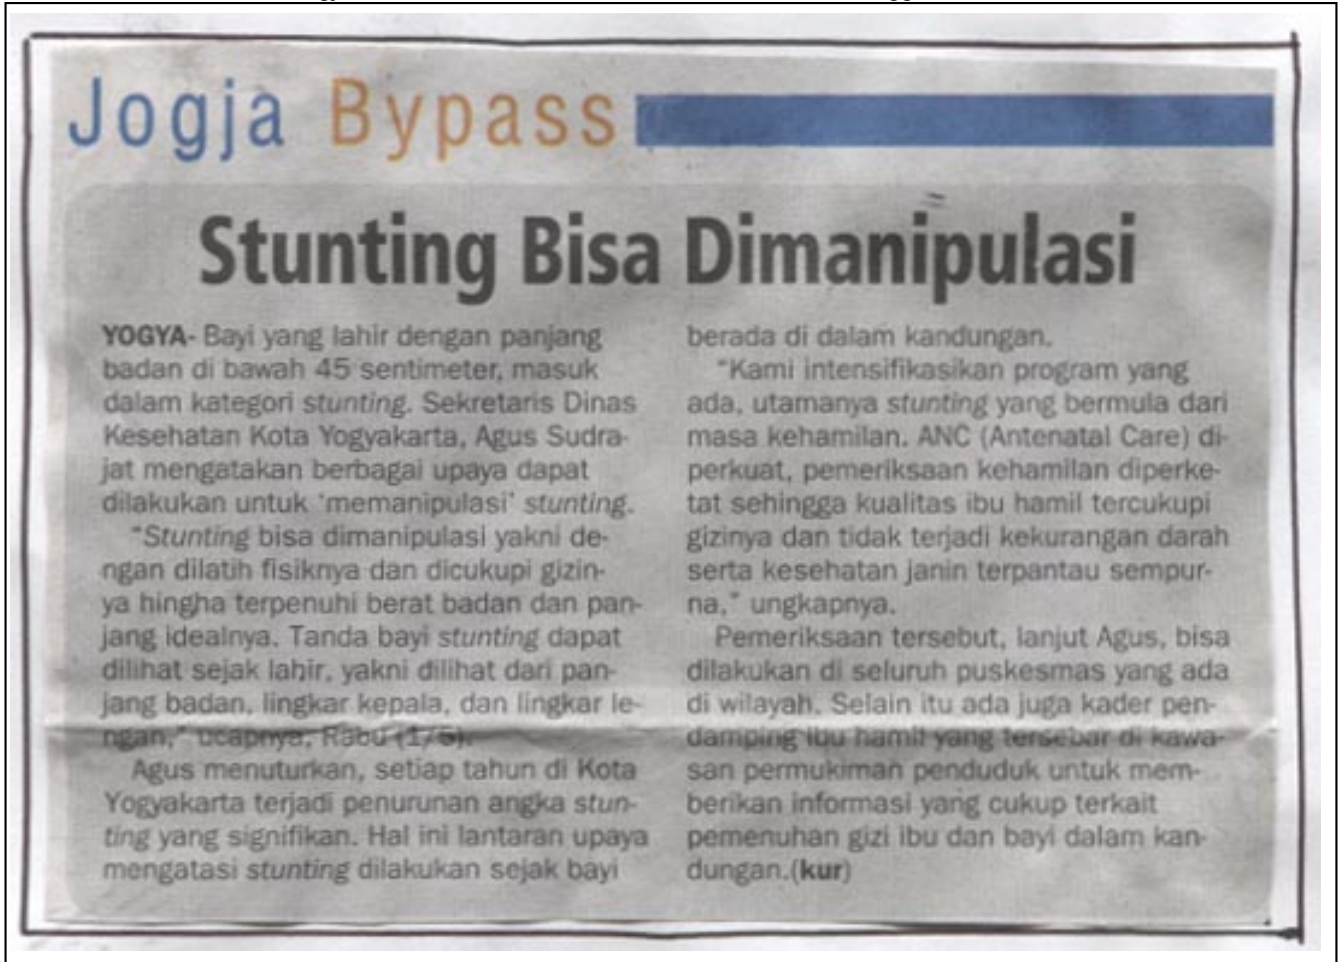 Jogja Bypass
Stunting Bisa Dimanipulasi
YOGYA- Bayi yang lahir dengan panjang
badan di bawah 45 sentimeter, masuk
dalam kategori stunting. Sekretaris Dinas
Kesehatan Kota Yogyakarta, Agus Sudra-
jat mengatakan berbagai upaya dapat
dilakukan untuk 'memanipulasi' stunting.
"Stunting bisa dimanipulasi yakni de-
ngan dilatih fisiknya dan dicukupi gizin-
ya hingha terpenuhi berat badan dan pan-
jang idealnya. Tanda bayi stunting dapat
dilihat sejak lahir, yakni dilihat dari pan-
jang badan, lingkar kepala, dan lingkar le-
ngan," ucapnya, Rabu (1/5).
Agus menuturkan, setiap tahun di Kota
Yogyakarta terjadi penurunan angka stun-
ting yang signifikan. Hal ini lantaran upaya
mengatasi stunting dilakukan sejak bayi
berada di dalam kandungan.
"Kami intensifikasikan program yang
ada, utamanya stunting yang bermula dari
masa kehamilan. ANC (Antenatal Care) di-
perkuat, pemeriksaan kehamilan diperke-
tat sehingga kualitas ibu hamil tercukupi
gizinya dan tidak terjadi kekurangan darah
serta kesehatan janin terpantau sempur-
na," ungkapnya.
Pemeriksaan tersebut, lanjut Agus, bisa
dilakukan di seluruh puskesmas yang ada
di wilayah. Selain itu ada juga kader pen-
damping ibu hamil yang tersebar di kawa-
san permukiman penduduk untuk mem-
berikan informasi yang cukup terkait
pemenuhan gizi ibu dan bayi dalam kan-
dungan.(kur)